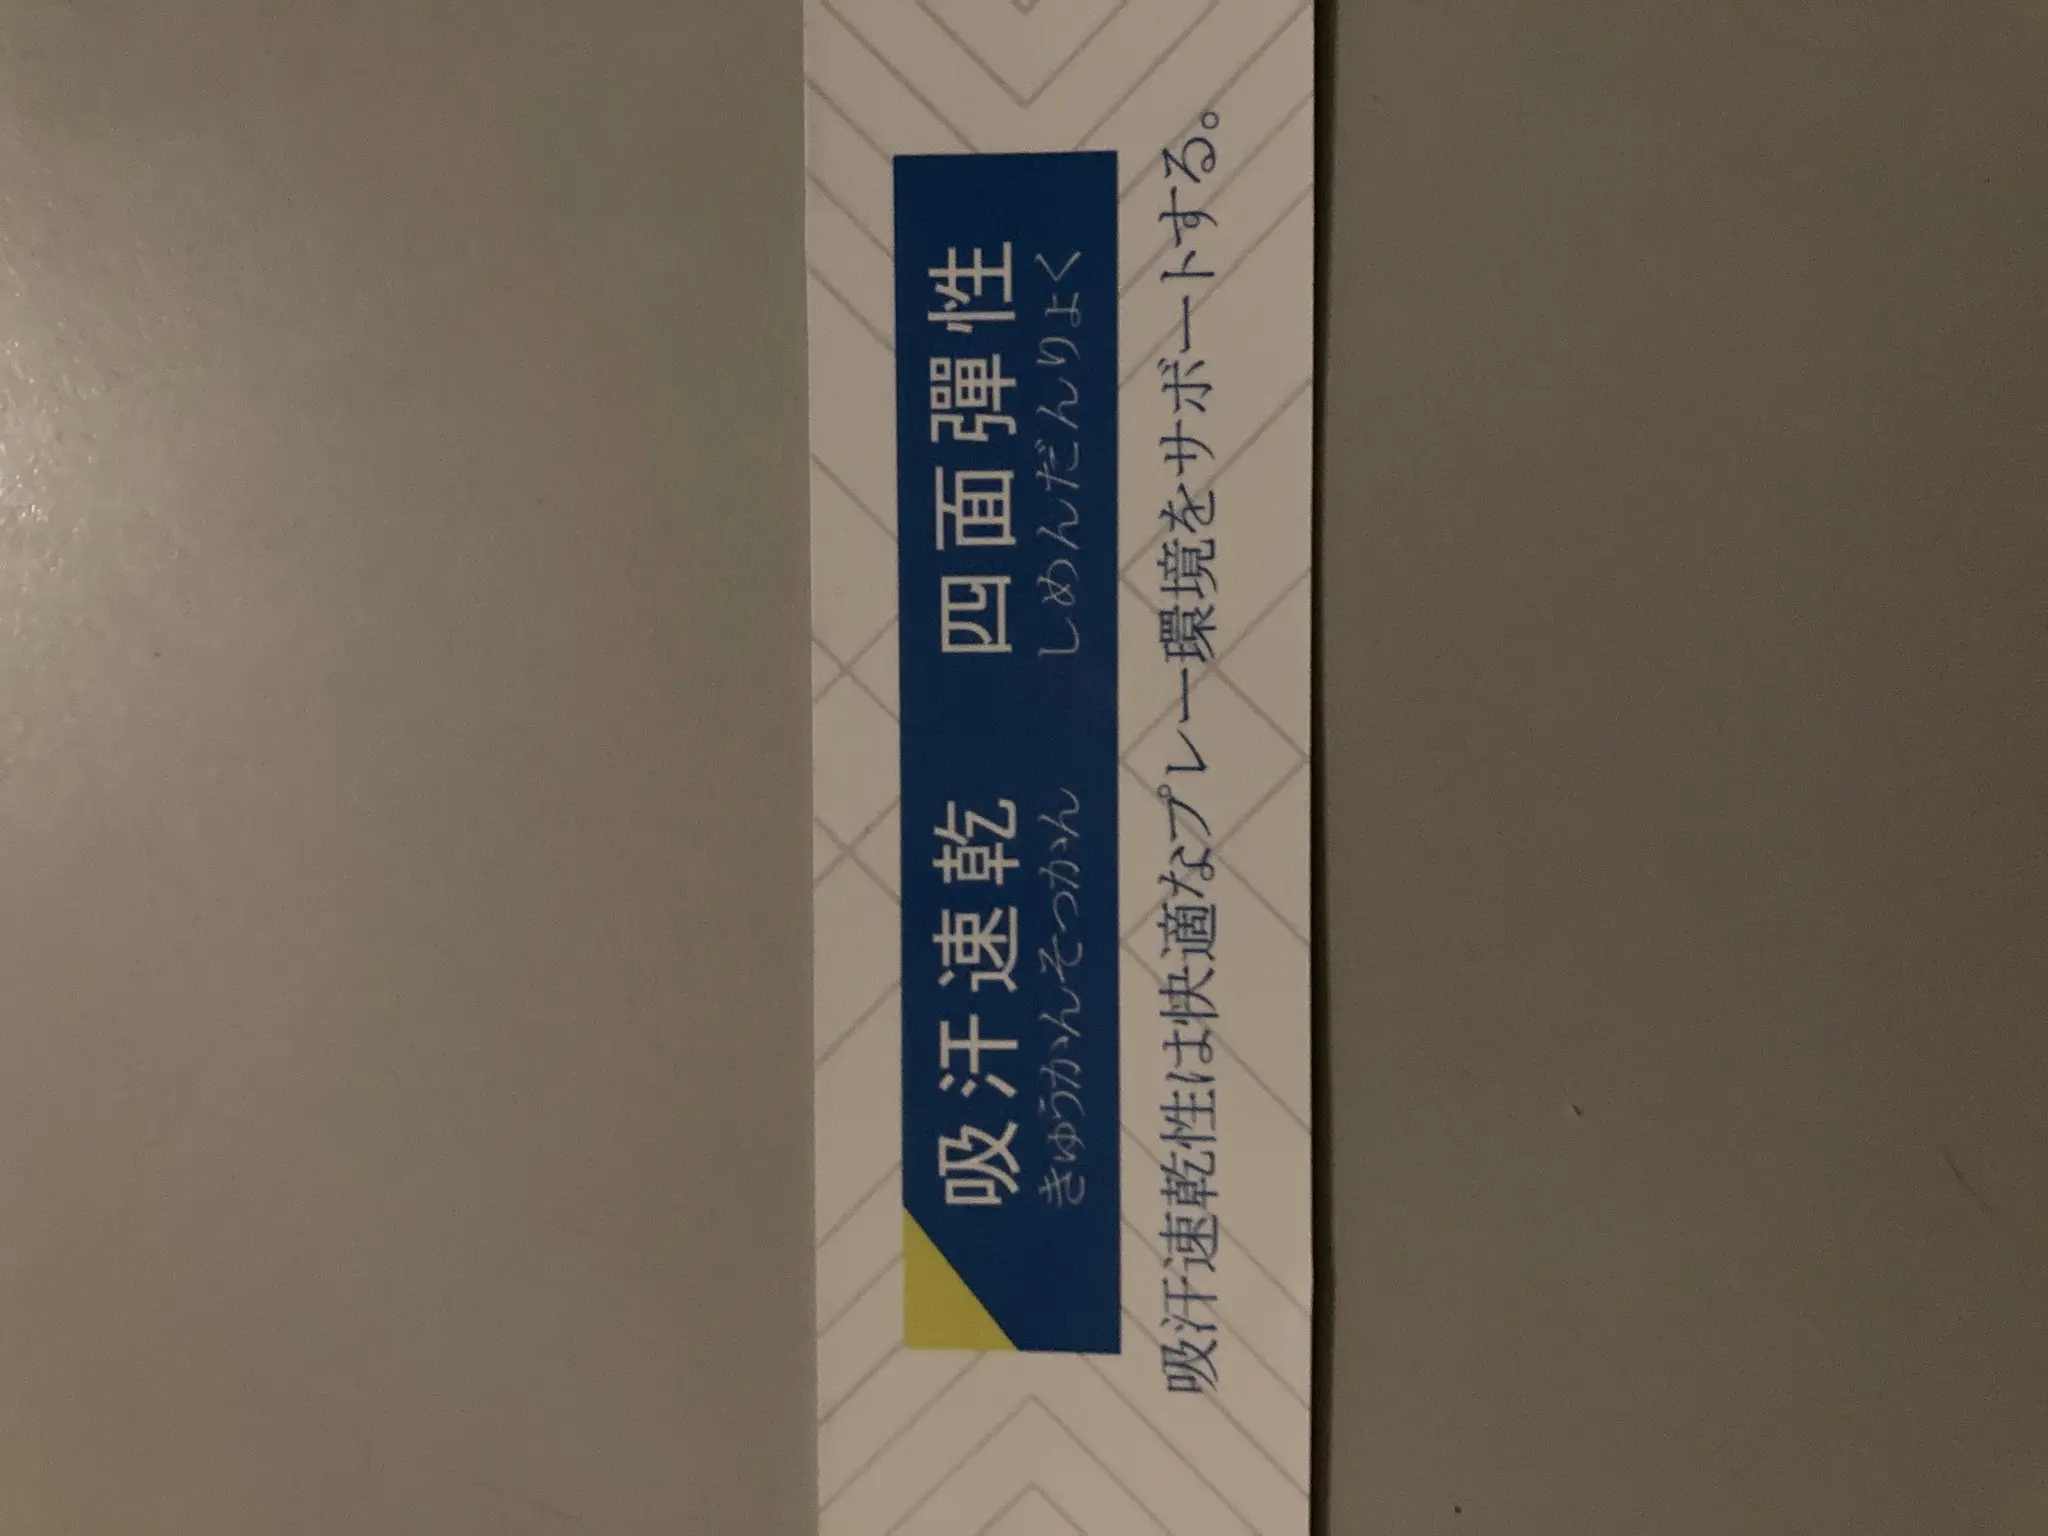 吸汗速乾 四面彈性
きゅうかんそっかん しめんだんりょく
吸汗速乾性は快適なプレー環境をサポートする。